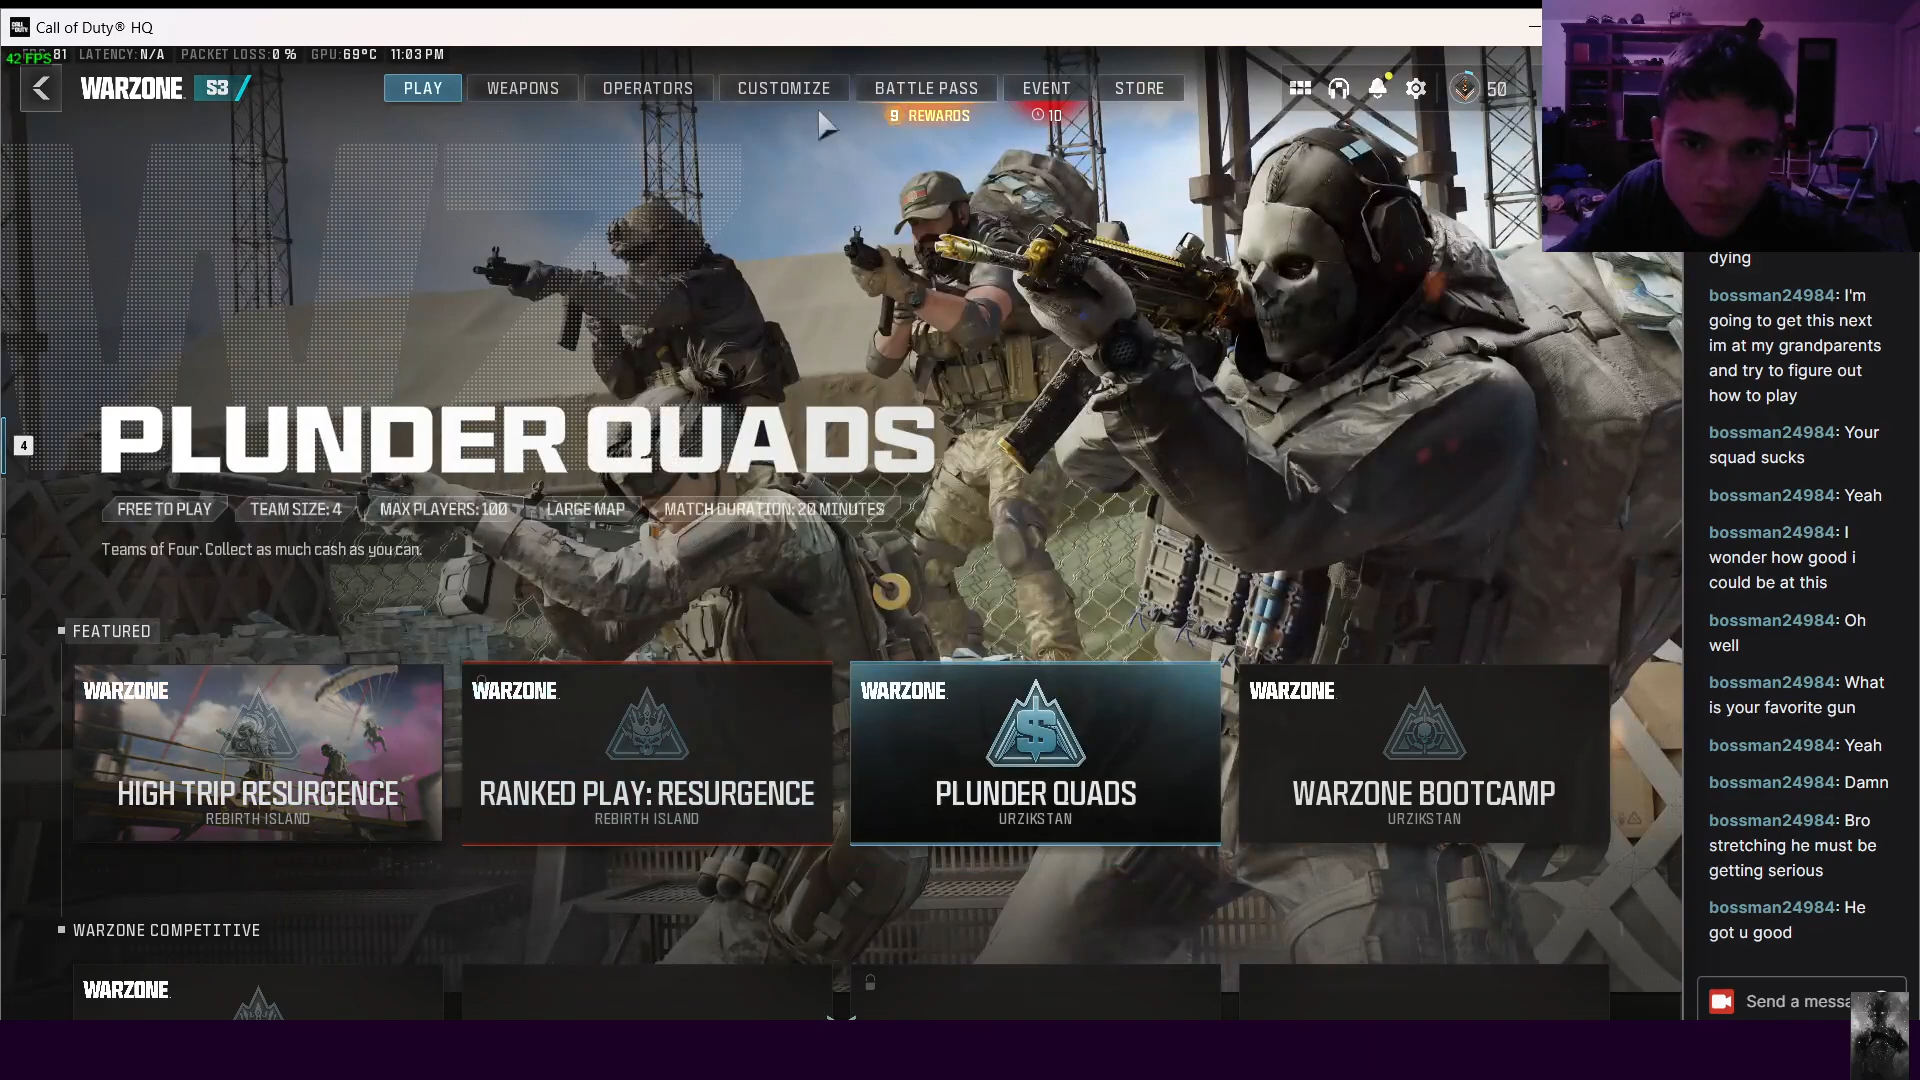 Call of Duty® HQ
42 FPS 81 LATENCY: N/A PACKET LOSS: 0 % GPU: 69°C 11:03 PM
WARZONE S3
PLAY WEAPONS OPERATORS CUSTOMIZE BATTLE PASS EVENT STORE
50
9 REWARDS 10
4
PLUNDER QUADS
FREE TO PLAY TEAM SIZE: 4 MAX PLAYERS: 100 LARGE MAP MATCH DURATION: 20 MINUTES
Teams of Four. Collect as much cash as you can.
FEATURED
WARZONE
HIGH TRIP RESURGENCE
REBIRTH ISLAND
WARZONE
RANKED PLAY: RESURGENCE
REBIRTH ISLAND
WARZONE
PLUNDER QUADS
URZIKSTAN
WARZONE
WARZONE BOOTCAMP
URZIKSTAN
WARZONE COMPETITIVE
WARZONE
dying
bossman24984: I'm
going to get this next
im at my grandparents
and try to figure out
how to play
bossman24984: Your
squad sucks
bossman24984: Yeah
bossman24984: I
wonder how good i
could be at this
bossman24984: Oh
well
bossman24984: What
is your favorite gun
bossman24984: Yeah
bossman24984: Damn
bossman24984: Bro
stretching he must be
getting serious
bossman24984: He
got u good
Send a messa